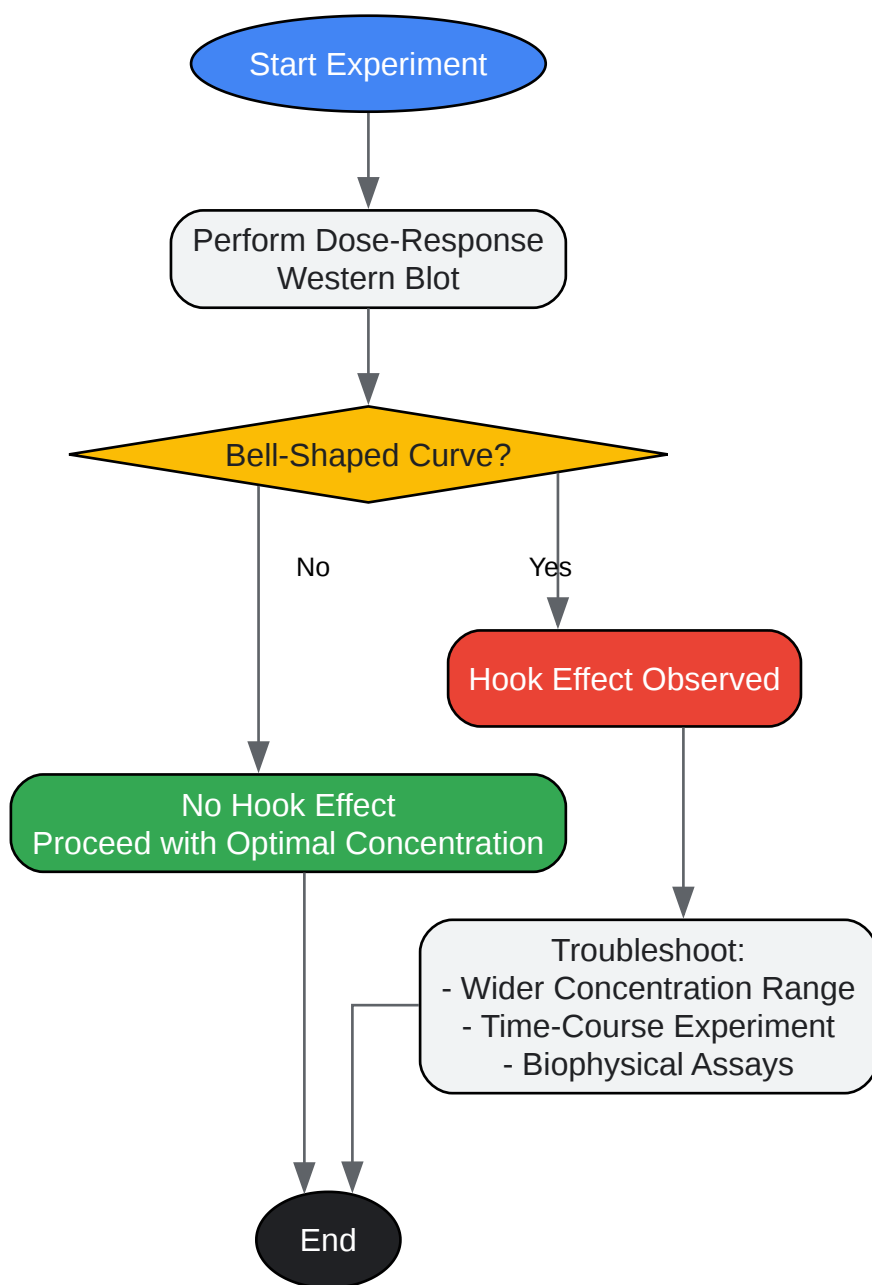 Start Experiment
Perform Dose-Response
Western Blot
Bell-Shaped Curve?
No
Yes
Hook Effect Observed
No Hook Effect
Proceed with Optimal Concentration
Troubleshoot:
- Wider Concentration Range
- Time-Course Experiment
- Biophysical Assays
End